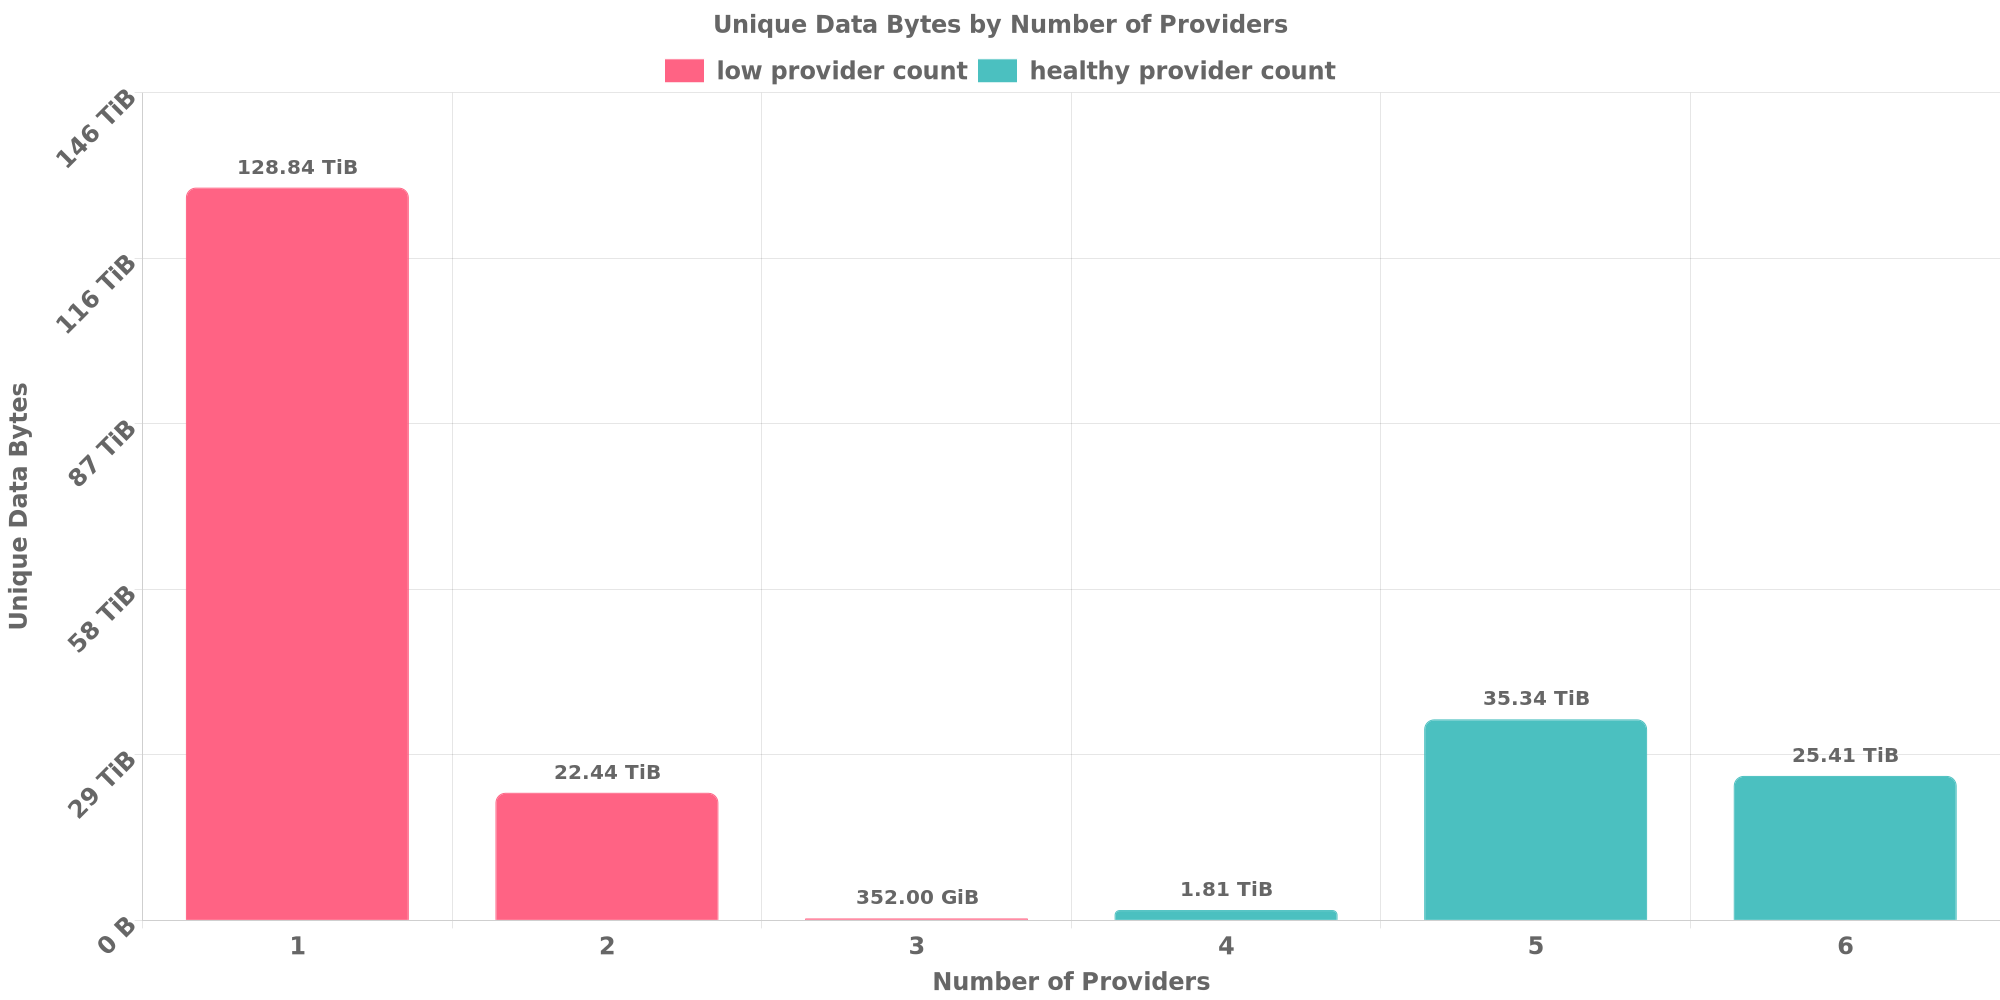 Unique Data Bytes by Number of Providers
low provider count healthy provider count
146 TiB
116 TiB
87 TiB
58 TiB
29 TiB
0 B
Unique Data Bytes
128.84 TiB
22.44 TiB
352.00 GiB
1.81 TiB
35.34 TiB
25.41 TiB
1 2 3 4 5 6
Number of Providers